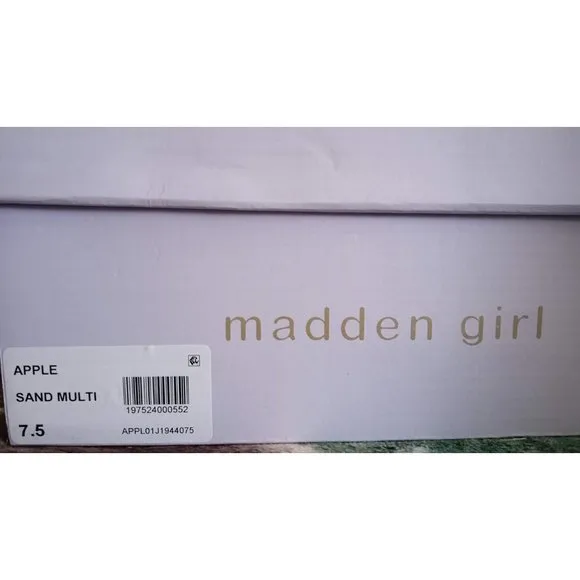 madden girl
APPLE
SAND MULTI
197524000552
7.5
APPL01J1944075